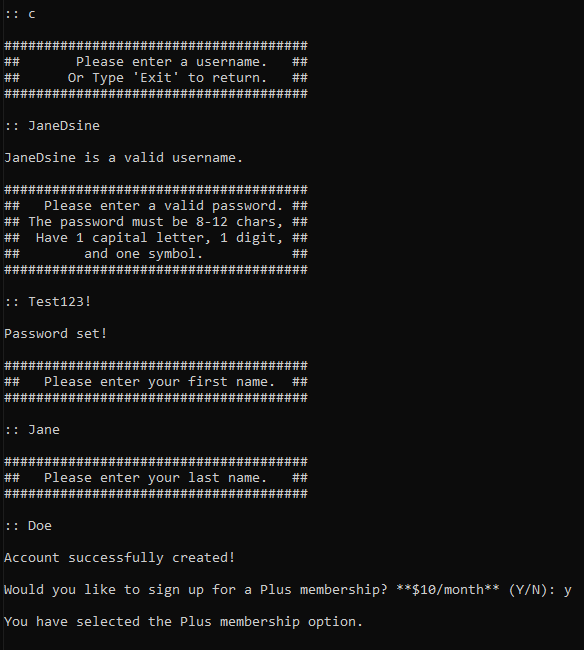 :: c
######################################
##       Please enter a username.   ##
##      Or Type 'Exit' to return.   ##
######################################
:: JaneDsine
JaneDsine is a valid username.
######################################
##   Please enter a valid password. ##
## The password must be 8-12 chars, ##
##  Have 1 capital letter, 1 digit, ##
##        and one symbol.           ##
######################################
:: Test123!
Password set!
######################################
##   Please enter your first name.  ##
######################################
:: Jane
######################################
##   Please enter your last name.   ##
######################################
:: Doe
Account successfully created!
Would you like to sign up for a Plus membership? **$10/month** (Y/N): y
You have selected the Plus membership option.